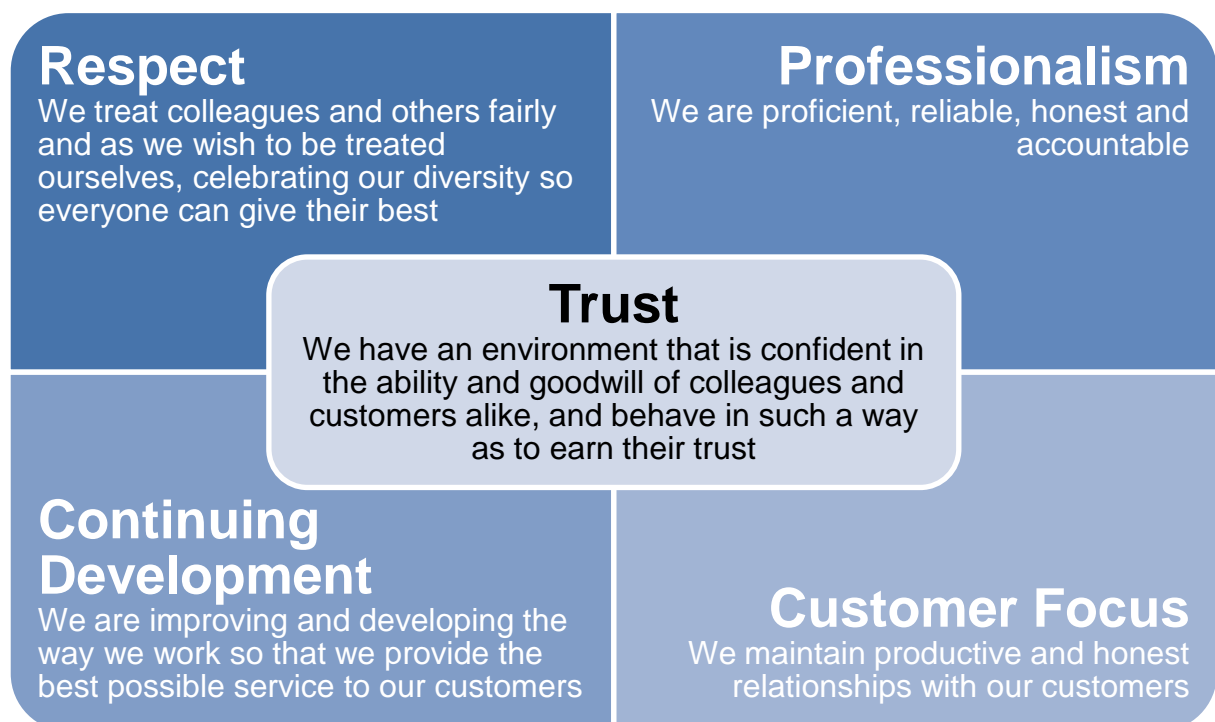 Respect
We treat colleagues and others fairly
and as we wish to be treated
ourselves, celebrating our diversity so
everyone can give their best
Professionalism
We are proficient, reliable, honest and
accountable
Trust
We have an environment that is confident in
the ability and goodwill of colleagues and
customers alike, and behave in such a way
as to earn their trust
Continuing
Development
We are improving and developing the
way we work so that we provide the
best possible service to our customers
Customer Focus
We maintain productive and honest
relationships with our customers